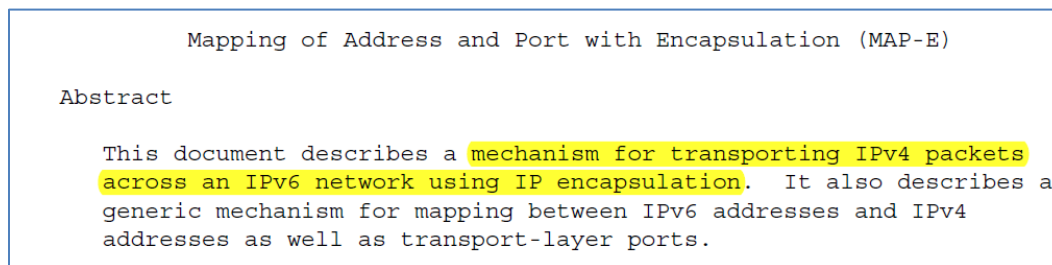 Mapping of Address and Port with Encapsulation (MAP-E)
Abstract
This document describes a mechanism for transporting IPv4 packets
across an IPv6 network using IP encapsulation. It also describes a
generic mechanism for mapping between IPv6 addresses and IPv4
addresses as well as transport-layer ports.